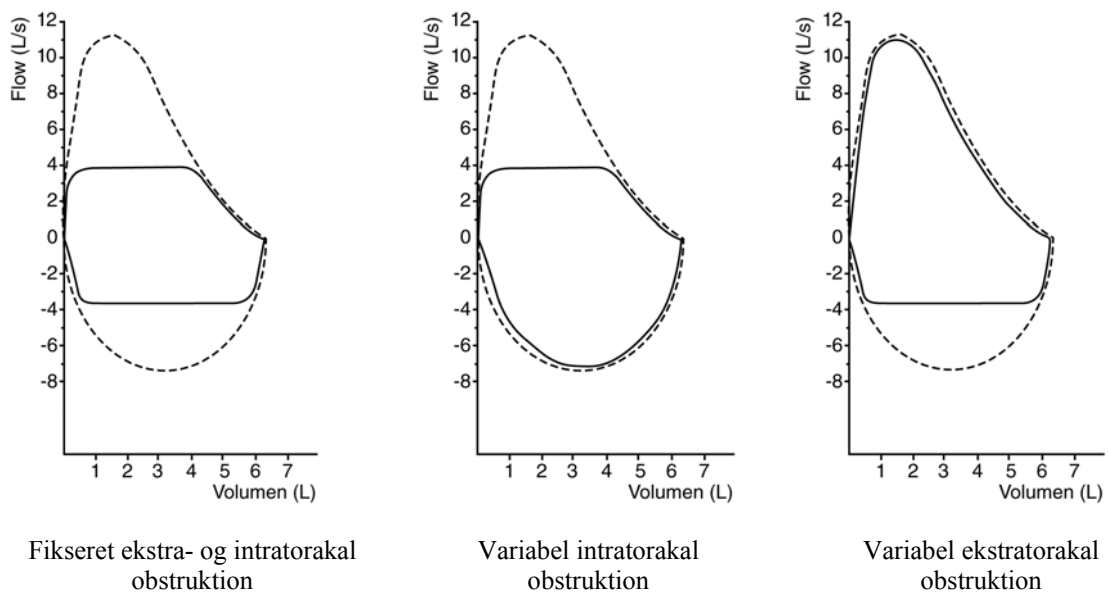 Flow (L/s)
12
10
8
6
4
2
0
-2
-4
-6
-8
1 2 3 4 5 6 7
Volumen (L)
Fikseret ekstra- og intratorakal
obstruktion
Flow (L/s)
12
10
8
6
4
2
0
-2
-4
-6
-8
1 2 3 4 5 6 7
Volumen (L)
Variabel intratorakal
obstruktion
Flow (L/s)
12
10
8
6
4
2
0
-2
-4
-6
-8
1 2 3 4 5 6 7
Volumen (L)
Variabel ekstratorakal
obstruktion